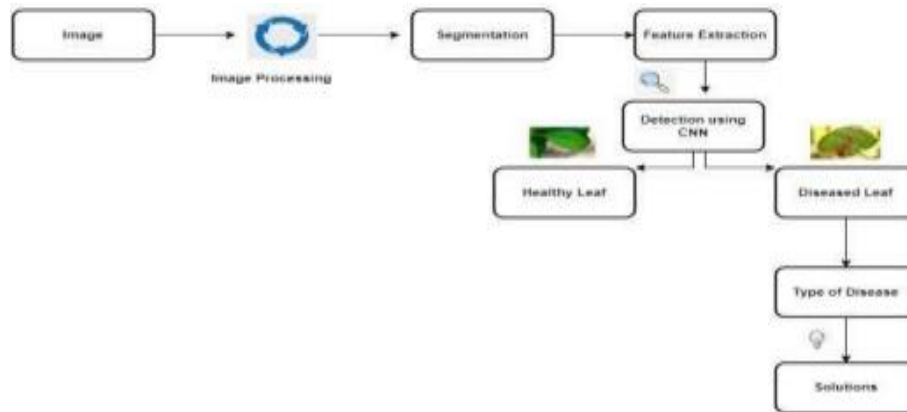 Image
Image Processing
Segmentation
Feature Extraction
Detection using
CNN
Healthy Leaf
Diseased Leaf
Type of Disease
Solutions